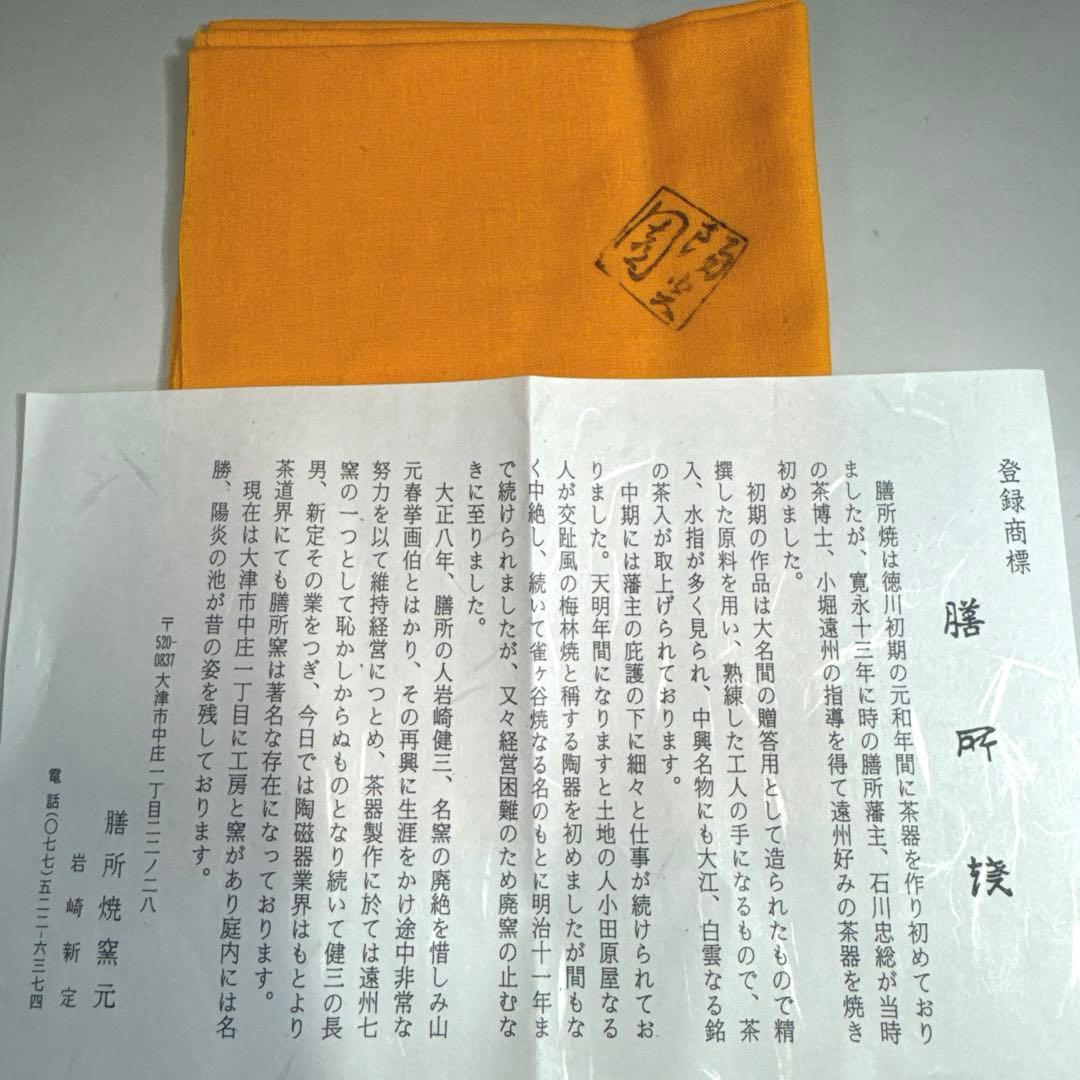 陽炎園
登録商標
膳所焼
膳所焼は徳川初期の元和年間に茶器を作り初めており
ましたが、寛永十三年に時の膳所藩主、石川忠総が当時
の茶博士、小堀遠州の指導を得て遠州好みの茶器を焼き
初めました。
初期の作品は大名間の贈答用として造られたもので精
撰した原料を用い、熟練した工人の手になるもので、茶
入、水指が多く見られ、中興名物にも大江、白雲なる銘
の茶入が取上げられております。
中期には藩主の庇護の下に細々と仕事が続けられてお
りました。天明年間になりますと土地の人小田原屋なる
人が交趾風の梅林焼と稱する陶器を初めましたが間もな
く中絶し、続いて雀ヶ谷焼なる名のもとに明治十一年ま
で続けられましたが、又々経営困難のため廃窯の止むな
きに至りました。
大正八年、膳所の人岩崎健三、名窯の廃絶を惜しみ山
元春挙画伯とはかり、その再興に生涯をかけ途中非常な
努力を以て維持経営につとめ、茶器製作に於ては遠州七
窯の一つとして恥かしからぬものとなり続いて健三の長
男、新定その業をつぎ、今日では陶磁器業界はもとより
茶道界にても膳所窯は著名な存在になっております。
現在は大津市中庄一丁目に工房と窯があり庭内には名
勝、陽炎の池が昔の姿を残しております。
〒520-0837 大津市中庄一丁目二二ノ二八
膳所焼窯元
岩崎新定
電話(〇七七)五二二-六三七四